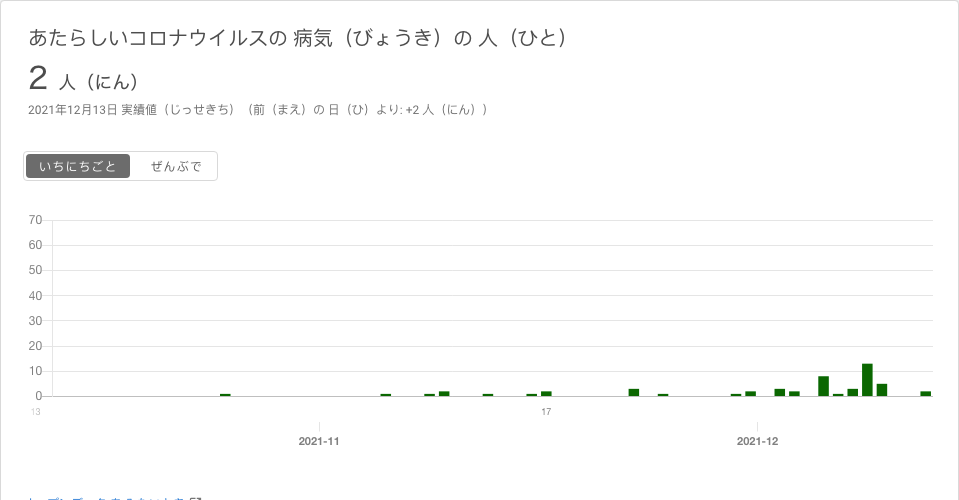 あたらしいコロナウイルスの 病気（びょうき）の 人（ひと）
2 人（にん）
2021年12月13日 実績値（じっせきち）（前（まえ）の 日（ひ）より: +2 人（にん））
いちにちごと ぜんぶで
70
60
50
40
30
20
10
0
13 17
2021-11 2021-12